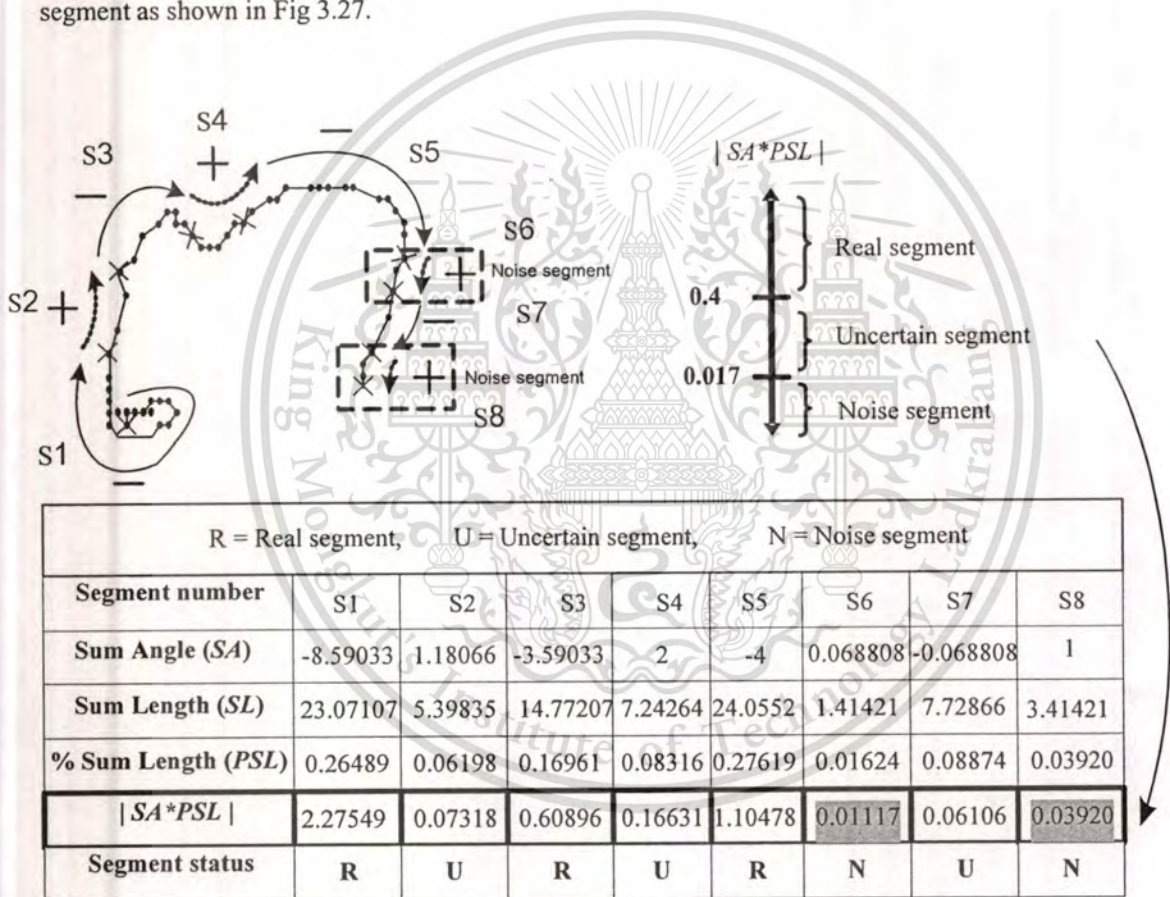 segment as shown in Fig 3.27.
S4
+
—
S3
S5
| SA*PSL |
—
S6
Real segment
+ Noise segment
S2 +
0.4
S7
—
Uncertain segment
0.017
+ Noise segment
Noise segment
S8
S1
—
King Mongkut's Institute of Technology Ladkrabang
R = Real segment, U = Uncertain segment, N = Noise segment
Segment number S1 S2 S3 S4 S5 S6 S7 S8
Sum Angle (SA) -8.59033 1.18066 -3.59033 2 -4 0.068808 -0.068808 1
Sum Length (SL) 23.07107 5.39835 14.77207 7.24264 24.0552 1.41421 7.72866 3.41421
% Sum Length (PSL) 0.26489 0.06198 0.16961 0.08316 0.27619 0.01624 0.08874 0.03920
| SA*PSL | 2.27549 0.07318 0.60896 0.16631 1.10478 0.01117 0.06106 0.03920
Segment status R U R U R N U N